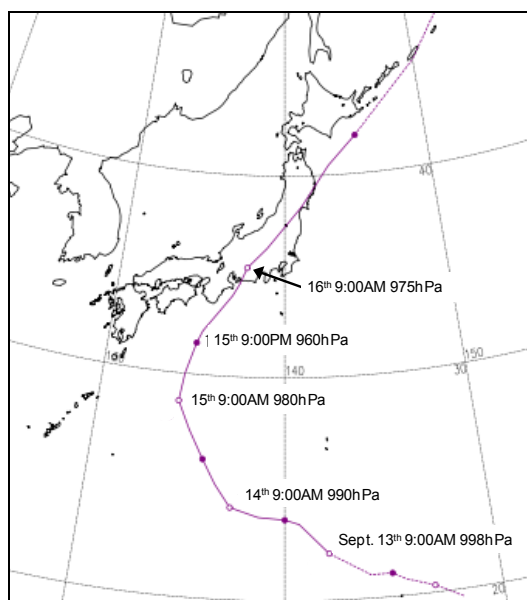 40
16th 9:00AM 975hPa
15th 9:00PM 960hPa
150
140
30
15th 9:00AM 980hPa
14th 9:00AM 990hPa
Sept. 13th 9:00AM 998hPa
20